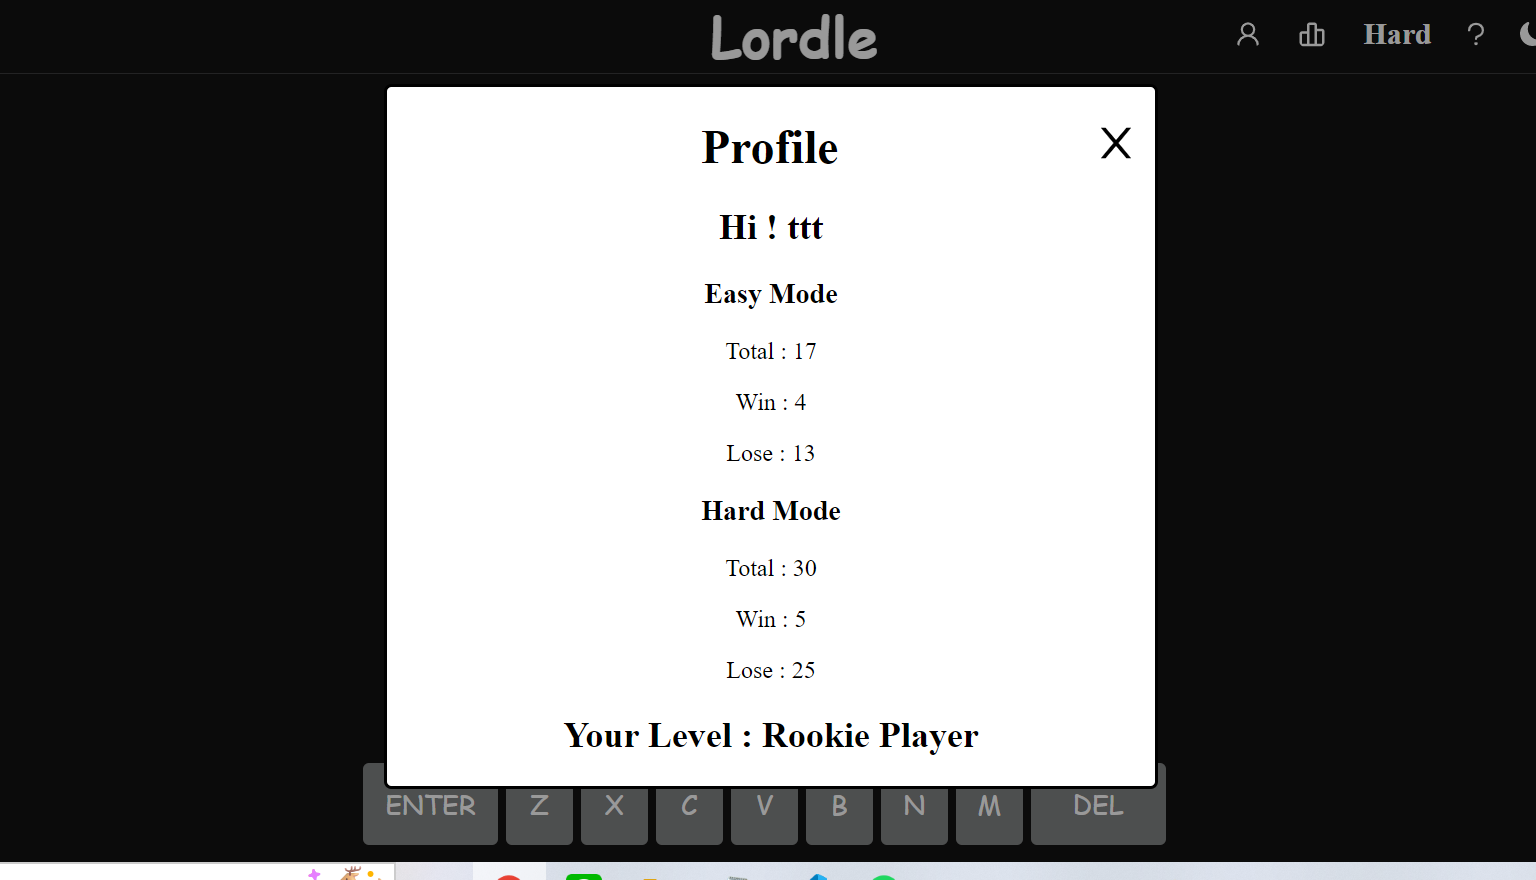 Lordle
Hard
?
Profile
X
Hi ! ttt
Easy Mode
Total : 17
Win : 4
Lose : 13
Hard Mode
Total : 30
Win : 5
Lose : 25
Your Level : Rookie Player
ENTER Z X C V B N M DEL